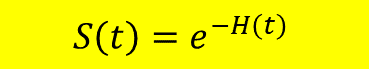 S(t) = e^{-H(t)}